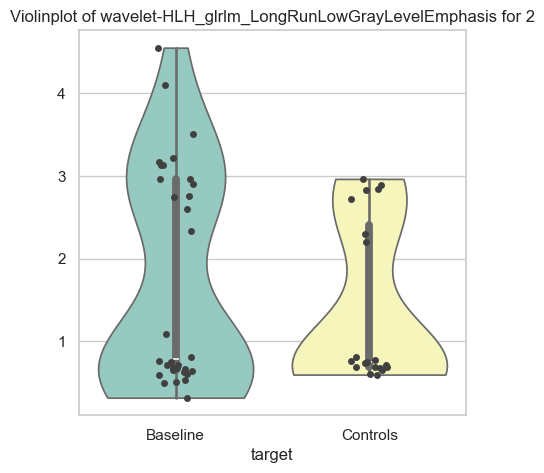 Violinplot of wavelet-HLH_glrlm_LongRunLowGrayLevelEmphasis for 2
4
3
2
1
Baseline Controls
target